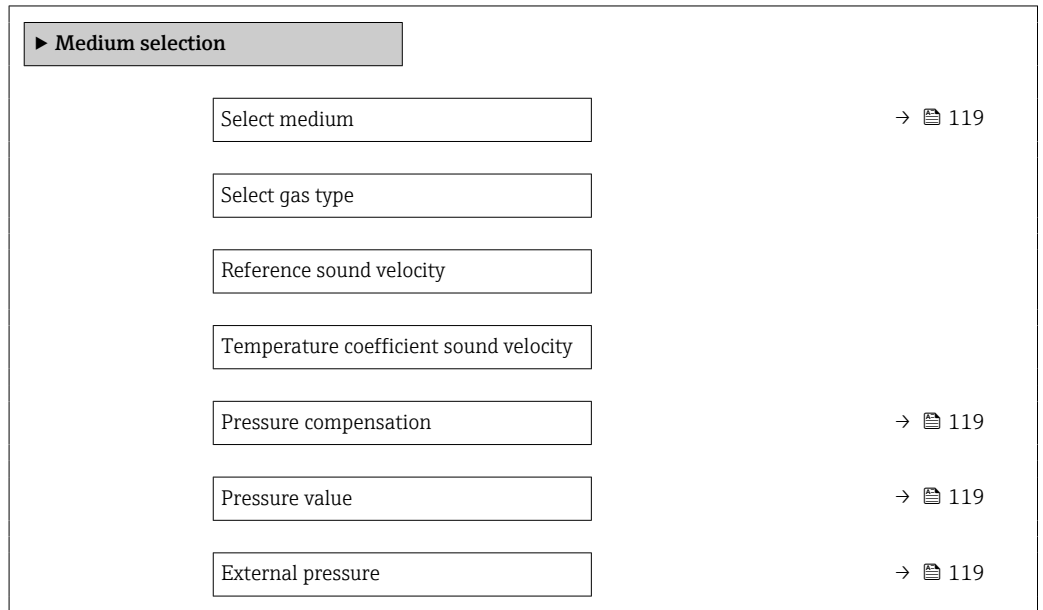 ▶ Medium selection
Select medium → 119
Select gas type
Reference sound velocity
Temperature coefficient sound velocity
Pressure compensation → 119
Pressure value → 119
External pressure → 119